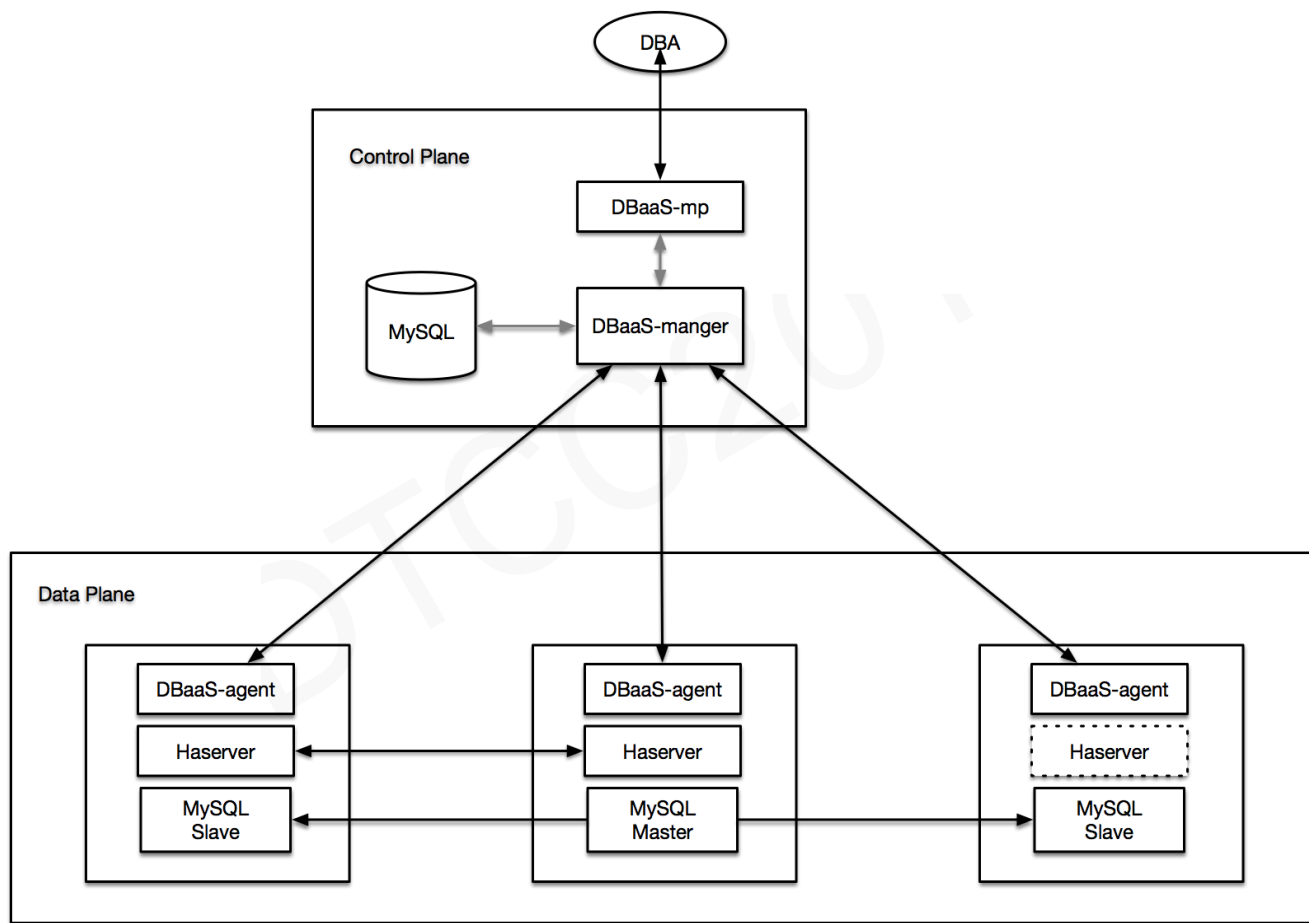 DBA
Control Plane
DBaaS-mp
MySQL
DBaaS-manger
DTCC201
Data Plane
DBaaS-agent
DBaaS-agent
DBaaS-agent
Haserver
Haserver
Haserver
MySQL
Slave
MySQL
Master
MySQL
Slave